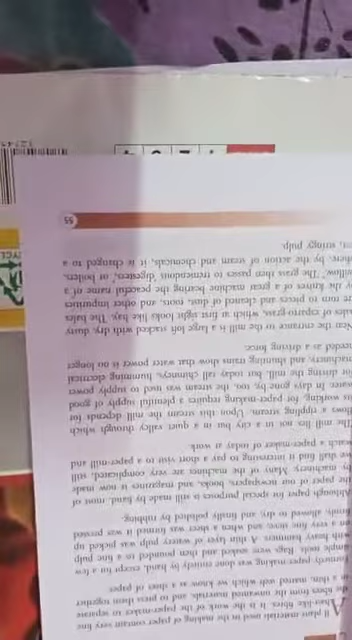 ll plant material used in the making of paper contain very fine
hair-like fibres. It is the work of the paper-maker to separate
the fibres from the unwanted materials, and to press them together
in a thin, matted web which we know as a sheet of paper.
Formerly paper-making was done entirely by hand, except for a few
simple tools. Rags were soaked and then pounded to a fine pulp
with heavy hammers. A thin layer of watery pulp was picked up
on a very fine sieve, and when a sheet was formed it was pressed
firmly, allowed to dry, and finally polished by rubbing.
Although paper for special purposes is still made by hand, most of
the paper of our newspapers, books, and magazines is now made
by machinery. Many of the machines are very complicated, still
we shall find it interesting to pay a short visit to a paper-mill and
watch a paper-maker of today at work.
The mill lies not in a city but in a quiet valley through which
flows a rippling stream. Upon this stream the mill depends for
its working, for paper-making requires a plentiful supply of good
water. In days gone by, too, the stream was used to supply power
for driving the mill, but today tall chimneys, humming electrical
machinery, and thumping steam show that water power is no longer
needed as a driving force.
Near the entrance to the mill is a large loft stacked with dry, dusty
bales of esparto-grass, which at first sight looks like hay. The bales
are torn to pieces and cleared of dust, roots, and other impurities
by the knives of a great machine bearing the peaceful name of a
'willow'. The grass then passes to tremendous 'digesters', or boilers,
where, by the action of steam and chemicals, it is changed to a
stringy pulp.
55